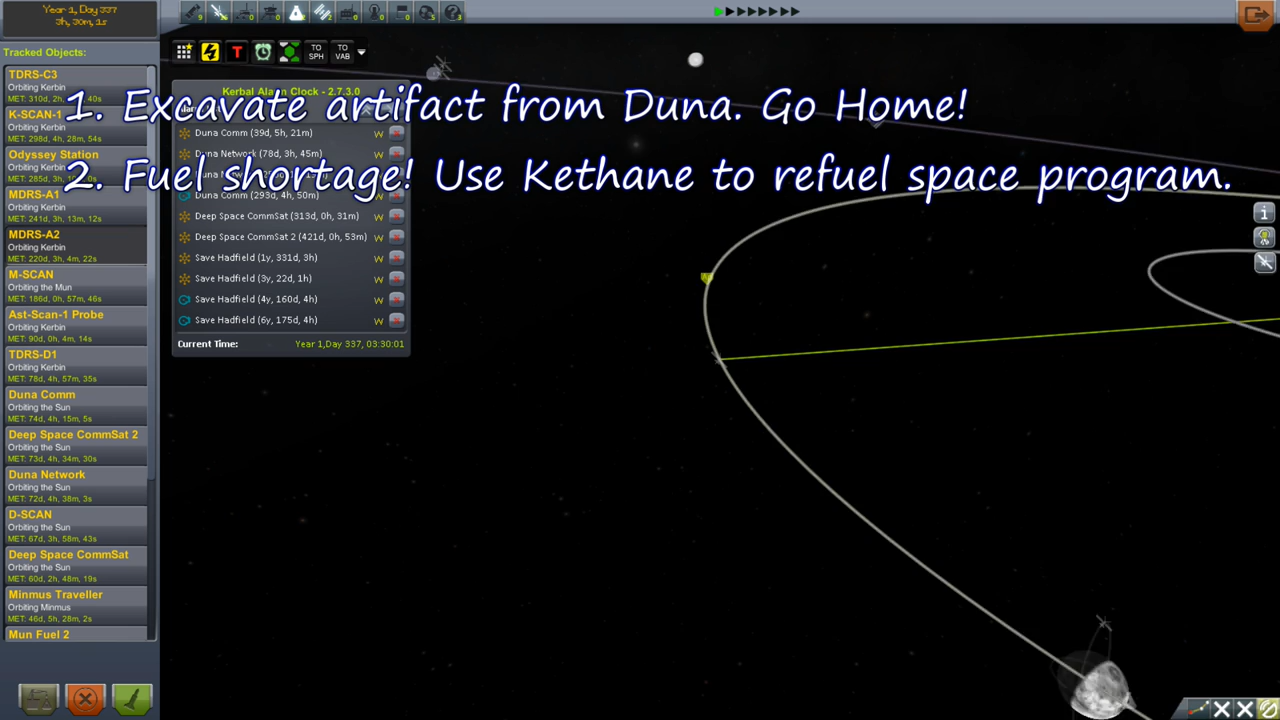 Year 1, Day 337
3h, 30m, 1s
9
2
5
3
TO SPH
TO VAB
Tracked Objects:
TDRS-C3
Orbiting Kerbin
MET: 310d, 2h, 40s
K-SCAN-1
Orbiting Kerbin
MET: 298d, 4h, 28m, 54s
Odyssey Station
Orbiting Kerbin
MET: 285d, 0s
MDRS-A1
Orbiting Kerbin
MET: 241d, 3h, 13m, 12s
MDRS-A2
Orbiting Kerbin
MET: 220d, 3h, 4m, 22s
M-SCAN
Orbiting the Mun
MET: 186d, 0h, 57m, 46s
Ast-Scan-1 Probe
Orbiting Kerbin
MET: 90d, 0h, 4m, 14s
TDRS-D1
Orbiting Kerbin
MET: 78d, 4h, 57m, 35s
Duna Comm
Orbiting the Sun
MET: 74d, 4h, 15m, 5s
Deep Space CommSat 2
Orbiting the Sun
MET: 73d, 4h, 34m, 30s
Duna Network
Orbiting the Sun
MET: 72d, 4h, 38m, 3s
D-SCAN
Orbiting the Sun
MET: 67d, 3h, 58m, 43s
Deep Space CommSat
Orbiting the Sun
MET: 60d, 2h, 48m, 19s
Minmus Traveller
Orbiting Minmus
MET: 46d, 5h, 28m, 2s
Mun Fuel 2
Kerbal Alarm Clock - 2.7.3.0
1. Excavate artifact from Duna. Go Home!
2. Fuel shortage! Use Kethane to refuel space program.
Duna Comm (39d, 5h, 21m) W
Duna Network (78d, 3h, 45m) W
Duna Comm (293d, 4h, 50m) W
Deep Space CommSat (313d, 0h, 31m) W
Deep Space CommSat 2 (421d, 0h, 53m) W
Save Hadfield (1y, 331d, 3h) W
Save Hadfield (3y, 22d, 1h) W
Save Hadfield (4y, 160d, 4h) W
Save Hadfield (6y, 175d, 4h) W
Current Time: Year 1,Day 337, 03:30:01